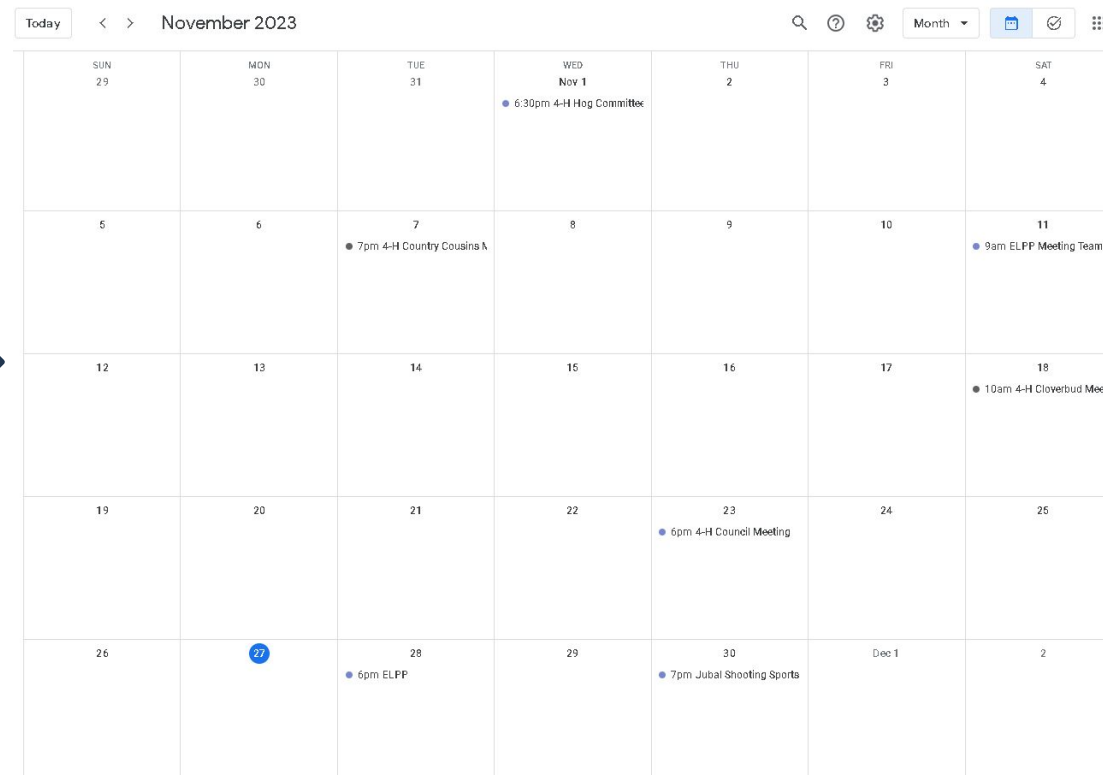 Today November 2023 Month
SUN MON TUE WED THU FRI SAT
29 30 31 Nov 1 2 3 4
6:30pm 4-H Hog Committee
5 6 7 8 9 10 11
7pm 4-H Country Cousins M 9am ELPP Meeting Team
12 13 14 15 16 17 18
10am 4-H Cloverbud Mee
19 20 21 22 23 24 25
6pm 4-H Council Meeting
26 27 28 29 30 Dec 1 2
6pm ELPP 7pm Jubal Shooting Sports